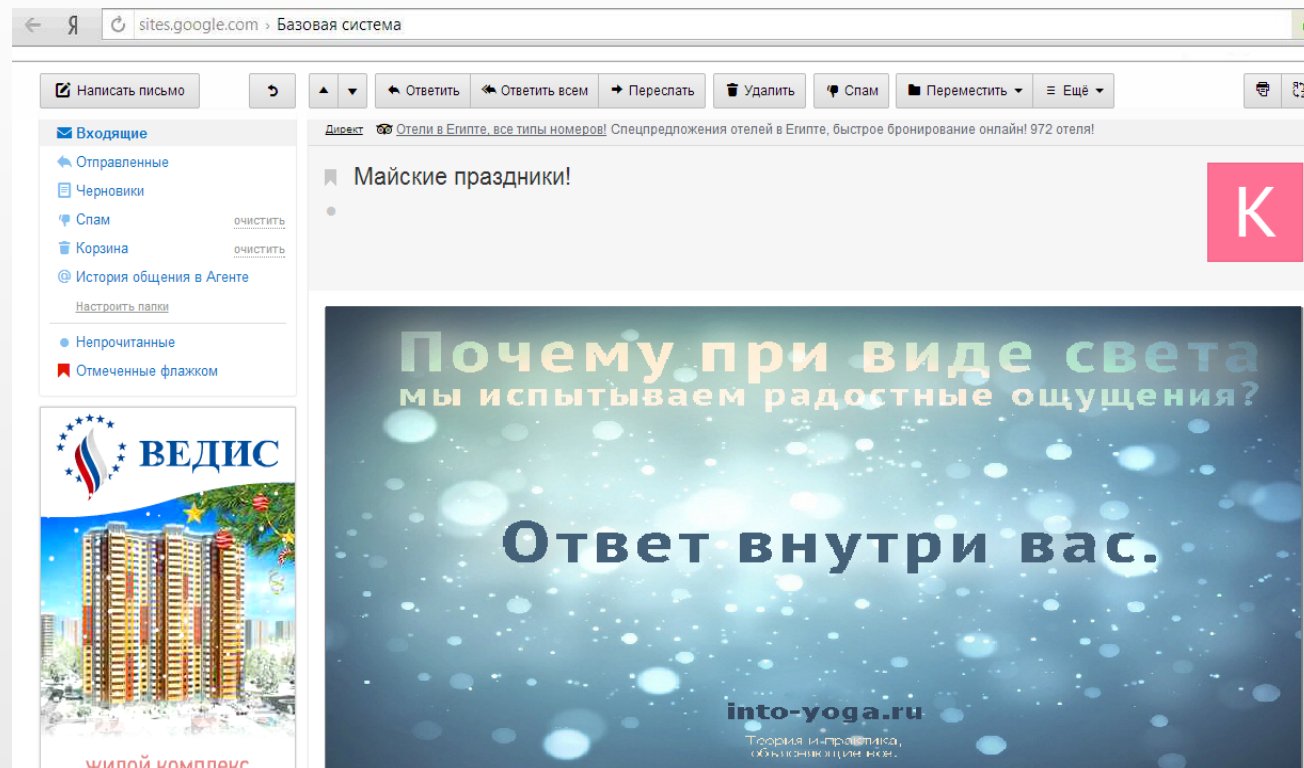 Я sites.google.com › Базовая система
Написать письмо
Ответить Ответить всем Переслать Удалить Спам Переместить Ещё
Входящие
Отправленные
Черновики
Спам очистить
Корзина очистить
История общения в Агенте
Настроить папки
Непрочитанные
Отмеченные флажком
ВЕДИС
жилой комплекс
Директ Отели в Египте, все типы номеров! Спецпредложения отелей в Египте, быстрое бронирование онлайн! 972 отеля!
Майские праздники!
К
Почему при виде света
мы испытываем радостные ощущения?
Ответ внутри вас.
into-yoga.ru
Теория и практика,
объясняющие все.